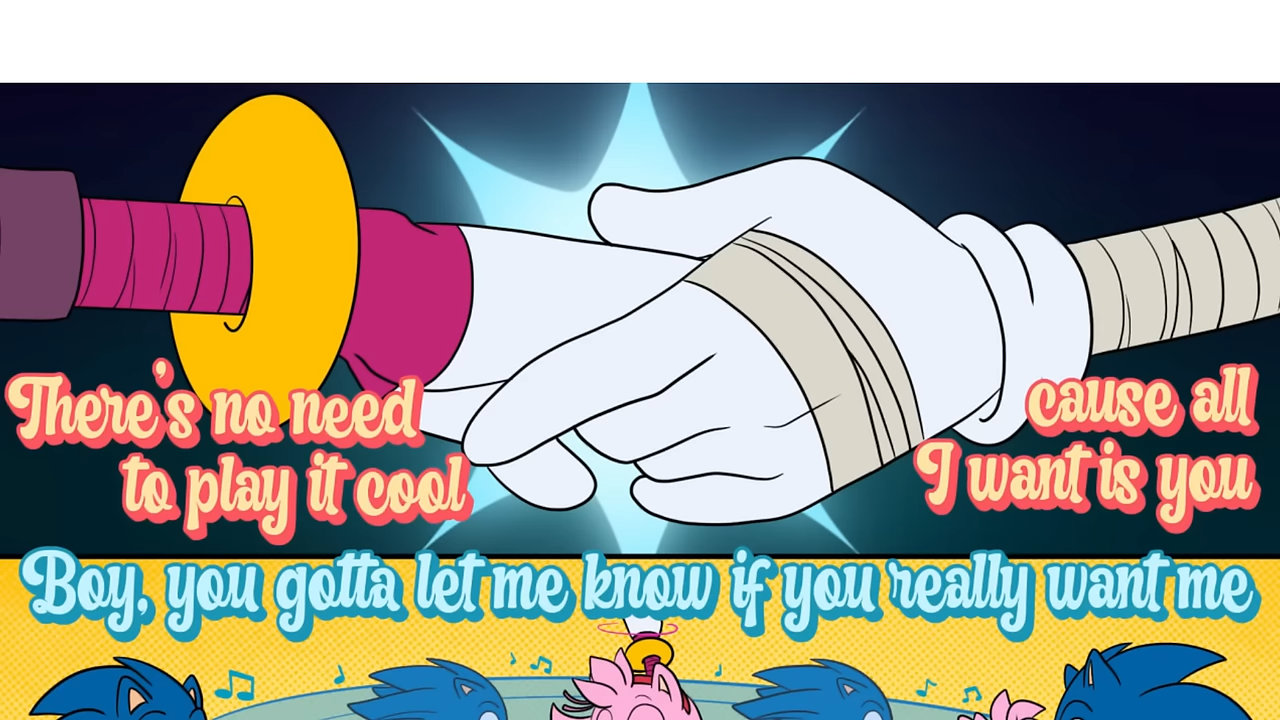 There's no need
to play it cool
cause all
I want is you
Boy, you gotta let me know if you really want me